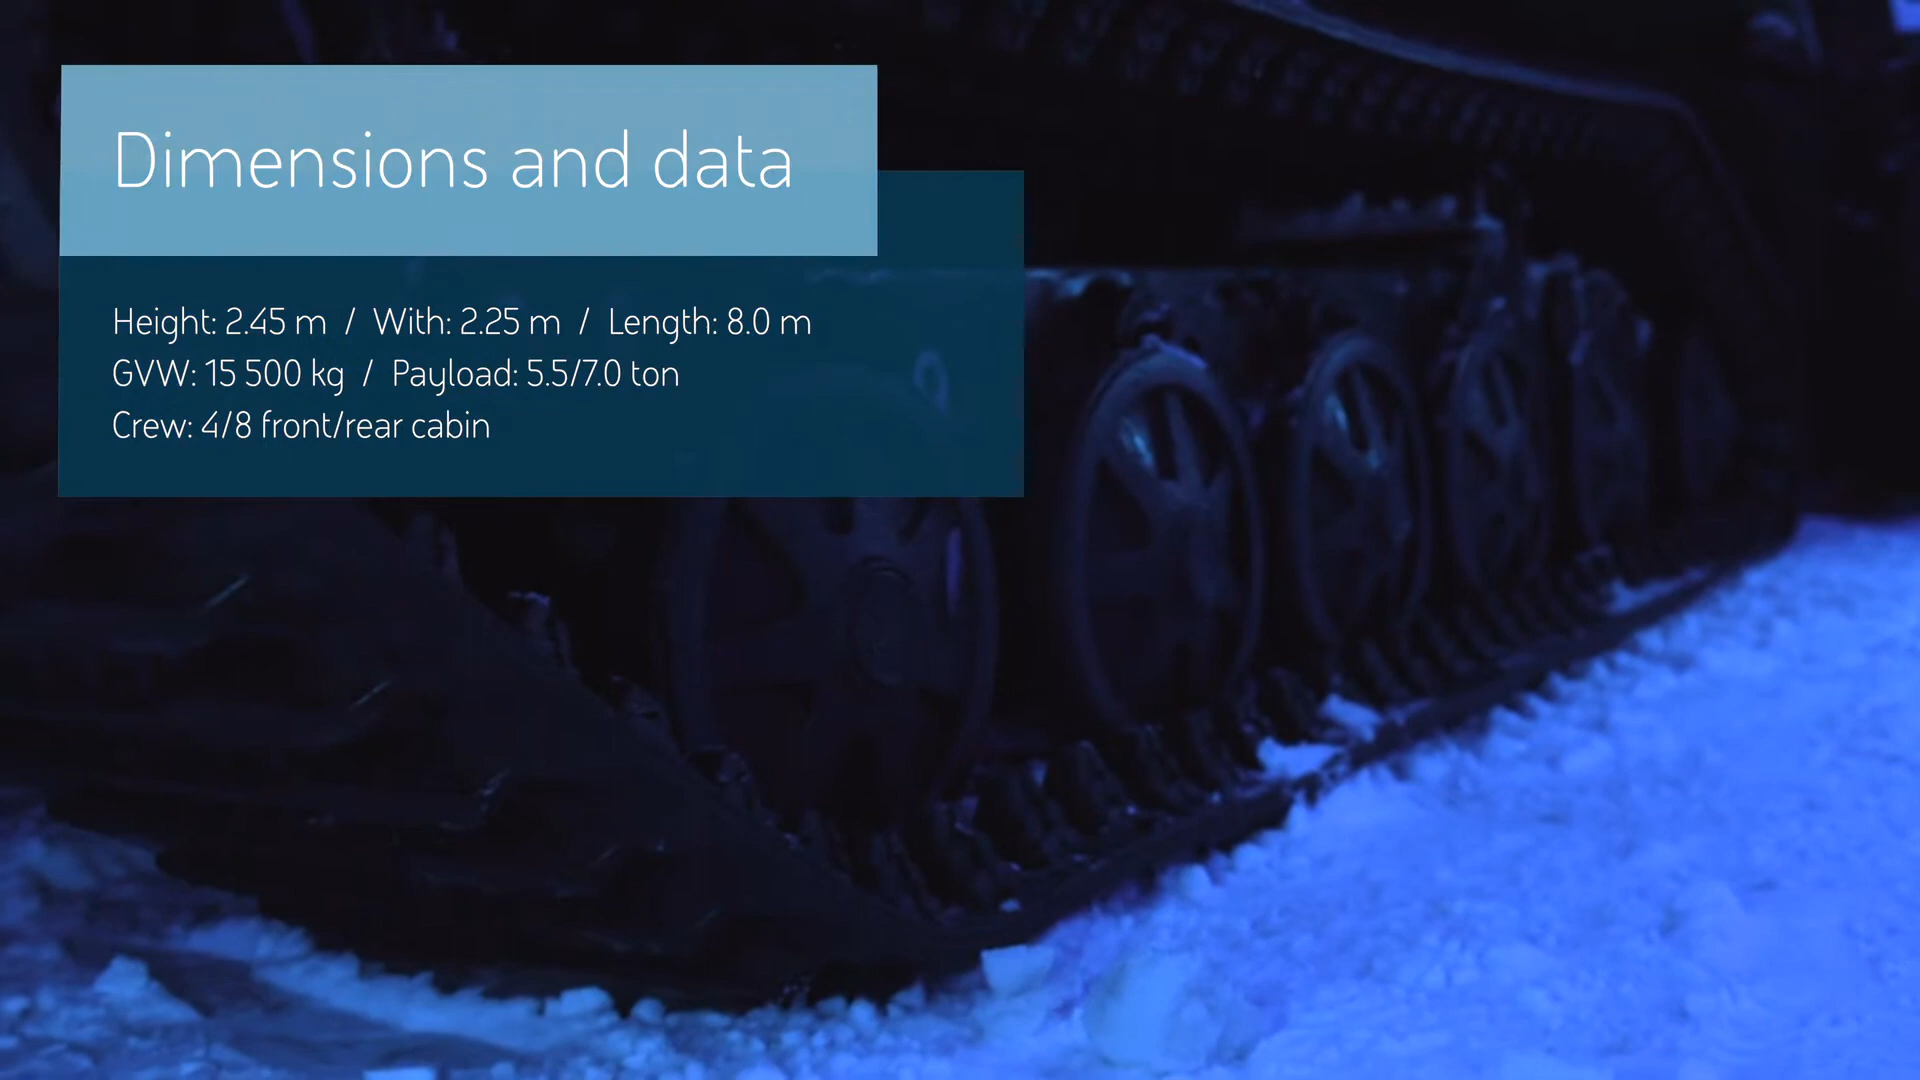 Dimensions and data
Height: 2.45 m / With: 2.25 m / Length: 8.0 m
GVW: 15 500 kg / Payload: 5.5/7.0 ton
Crew: 4/8 front/rear cabin